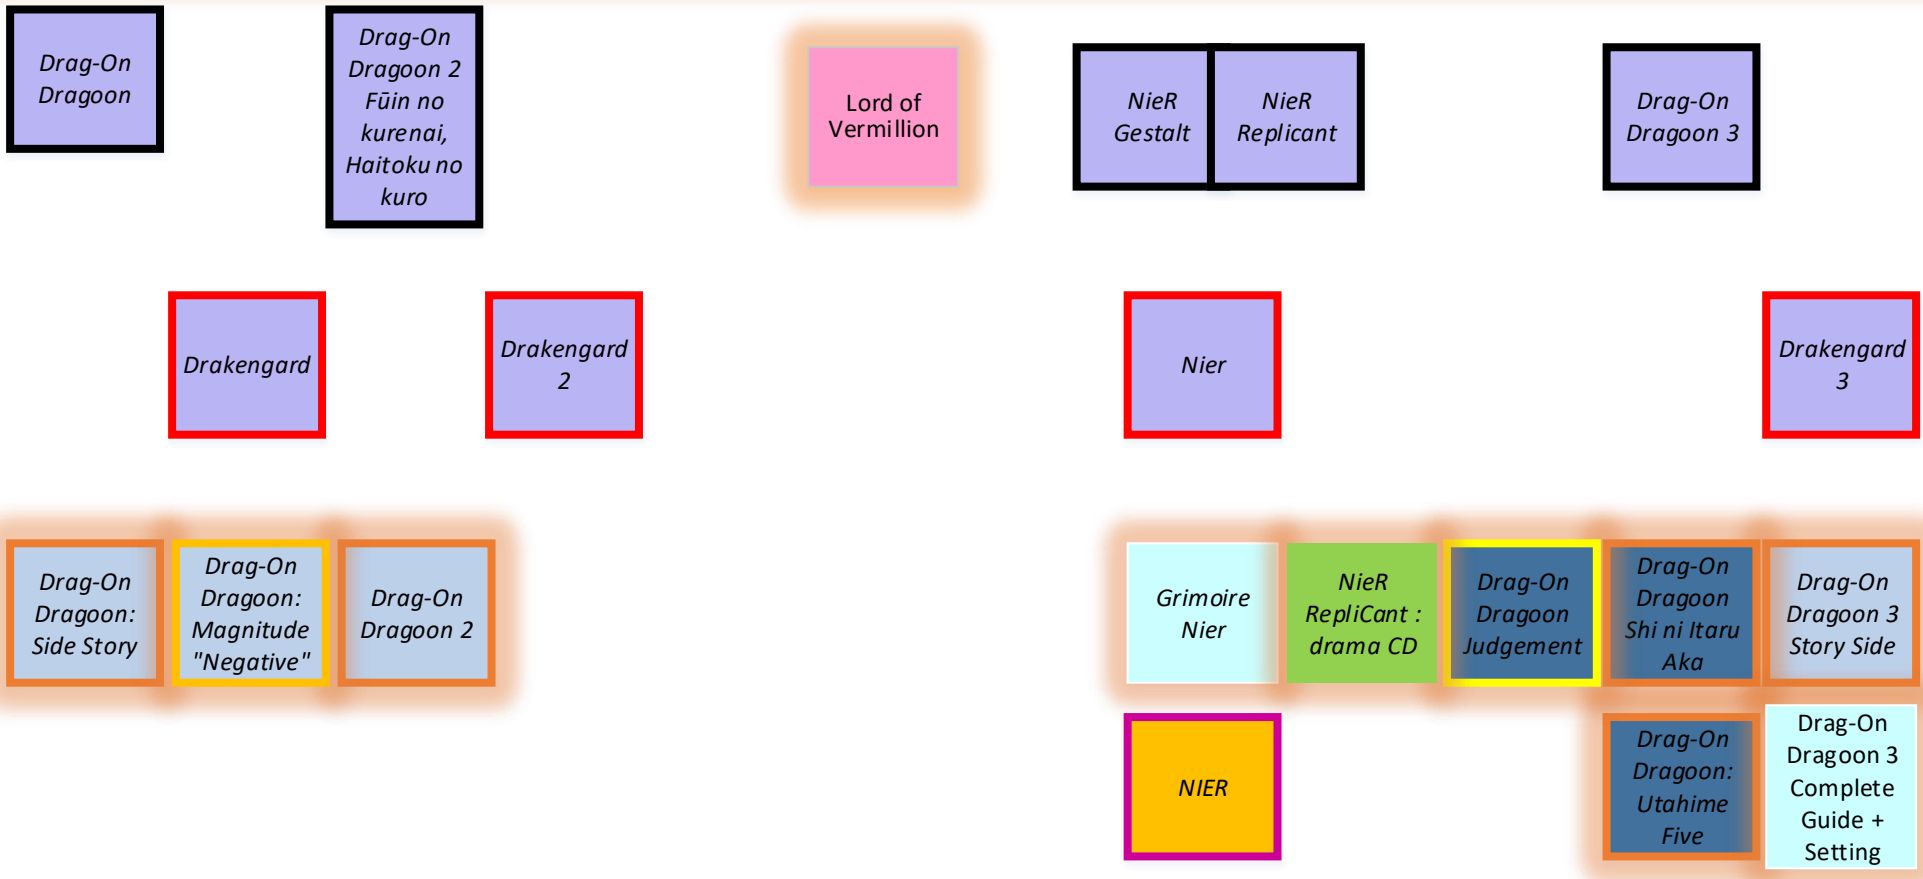 Drag-On
Dragoon
Drag-On
Dragoon 2
Fūin no
kurenai,
Haitoku no
kuro
Lord of
Vermillion
NieR
Gestalt
NieR
Replicant
Drag-On
Dragoon 3
Drakengard
Drakengard
2
Nier
Drakengard
3
Drag-On
Dragoon:
Side Story
Drag-On
Dragoon:
Magnitude
"Negative"
Drag-On
Dragoon 2
Grimoire
Nier
NieR
RepliCant :
drama CD
Drag-On
Dragoon
Judgement
Drag-On
Dragoon
Shi ni Itaru
Aka
Drag-On
Dragoon 3
Story Side
NIER
Drag-On
Dragoon:
Utahime
Five
Drag-On
Dragoon 3
Complete
Guide +
Setting